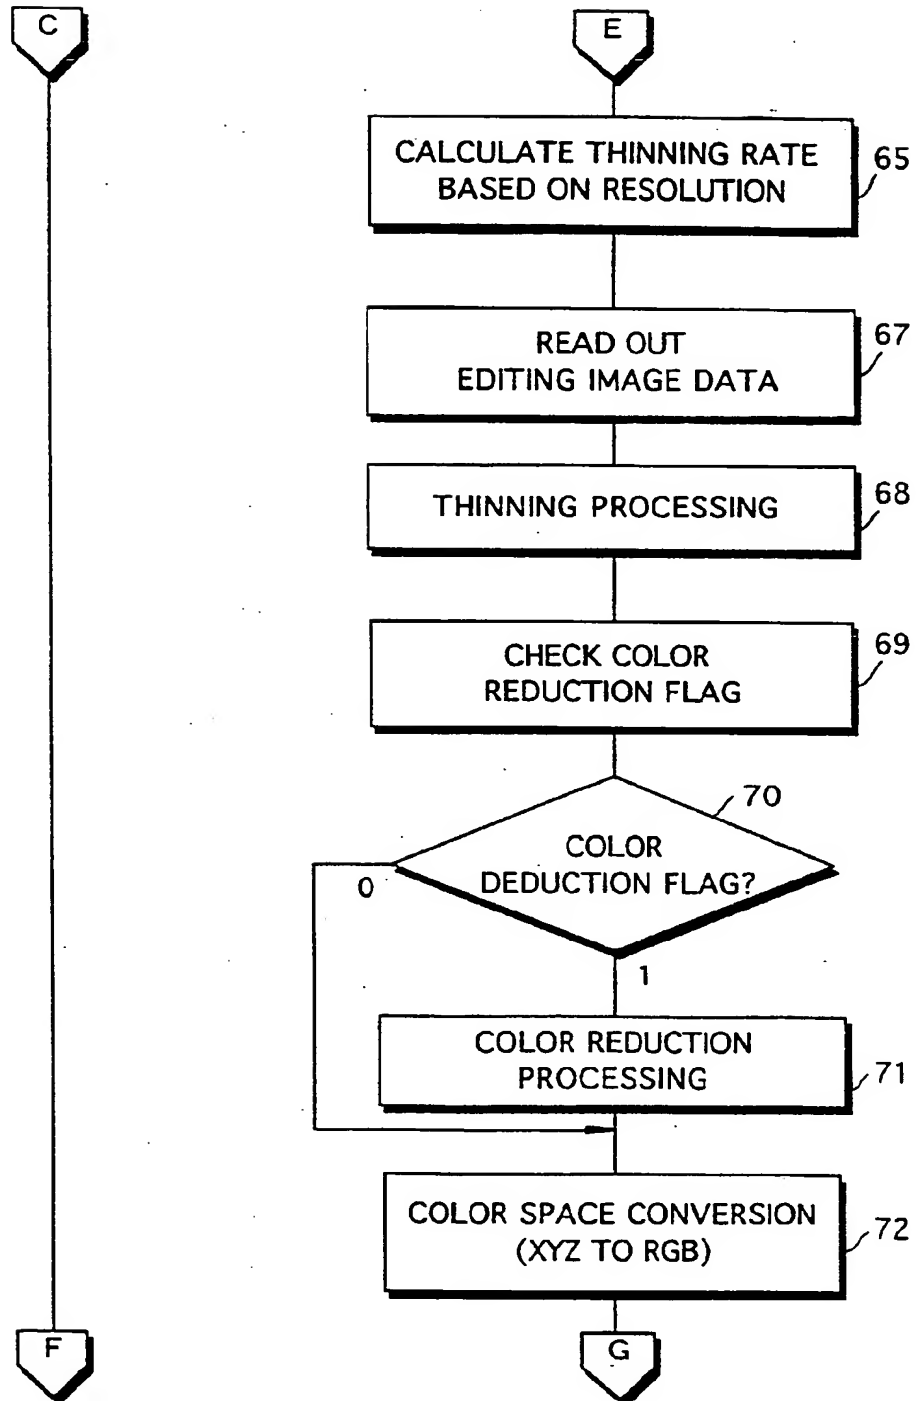 C
E
CALCULATE THINNING RATE
BASED ON RESOLUTION
65
READ OUT
EDITING IMAGE DATA
67
THINNING PROCESSING
68
CHECK COLOR
REDUCTION FLAG
69
70
COLOR
DEDUCTION FLAG?
0
1
COLOR REDUCTION
PROCESSING
71
COLOR SPACE CONVERSION
(XYZ TO RGB)
72
F
G